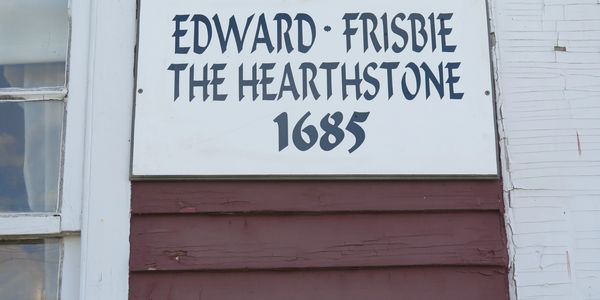 EDWARD · FRISBIE
THE HEARTHSTONE
1685